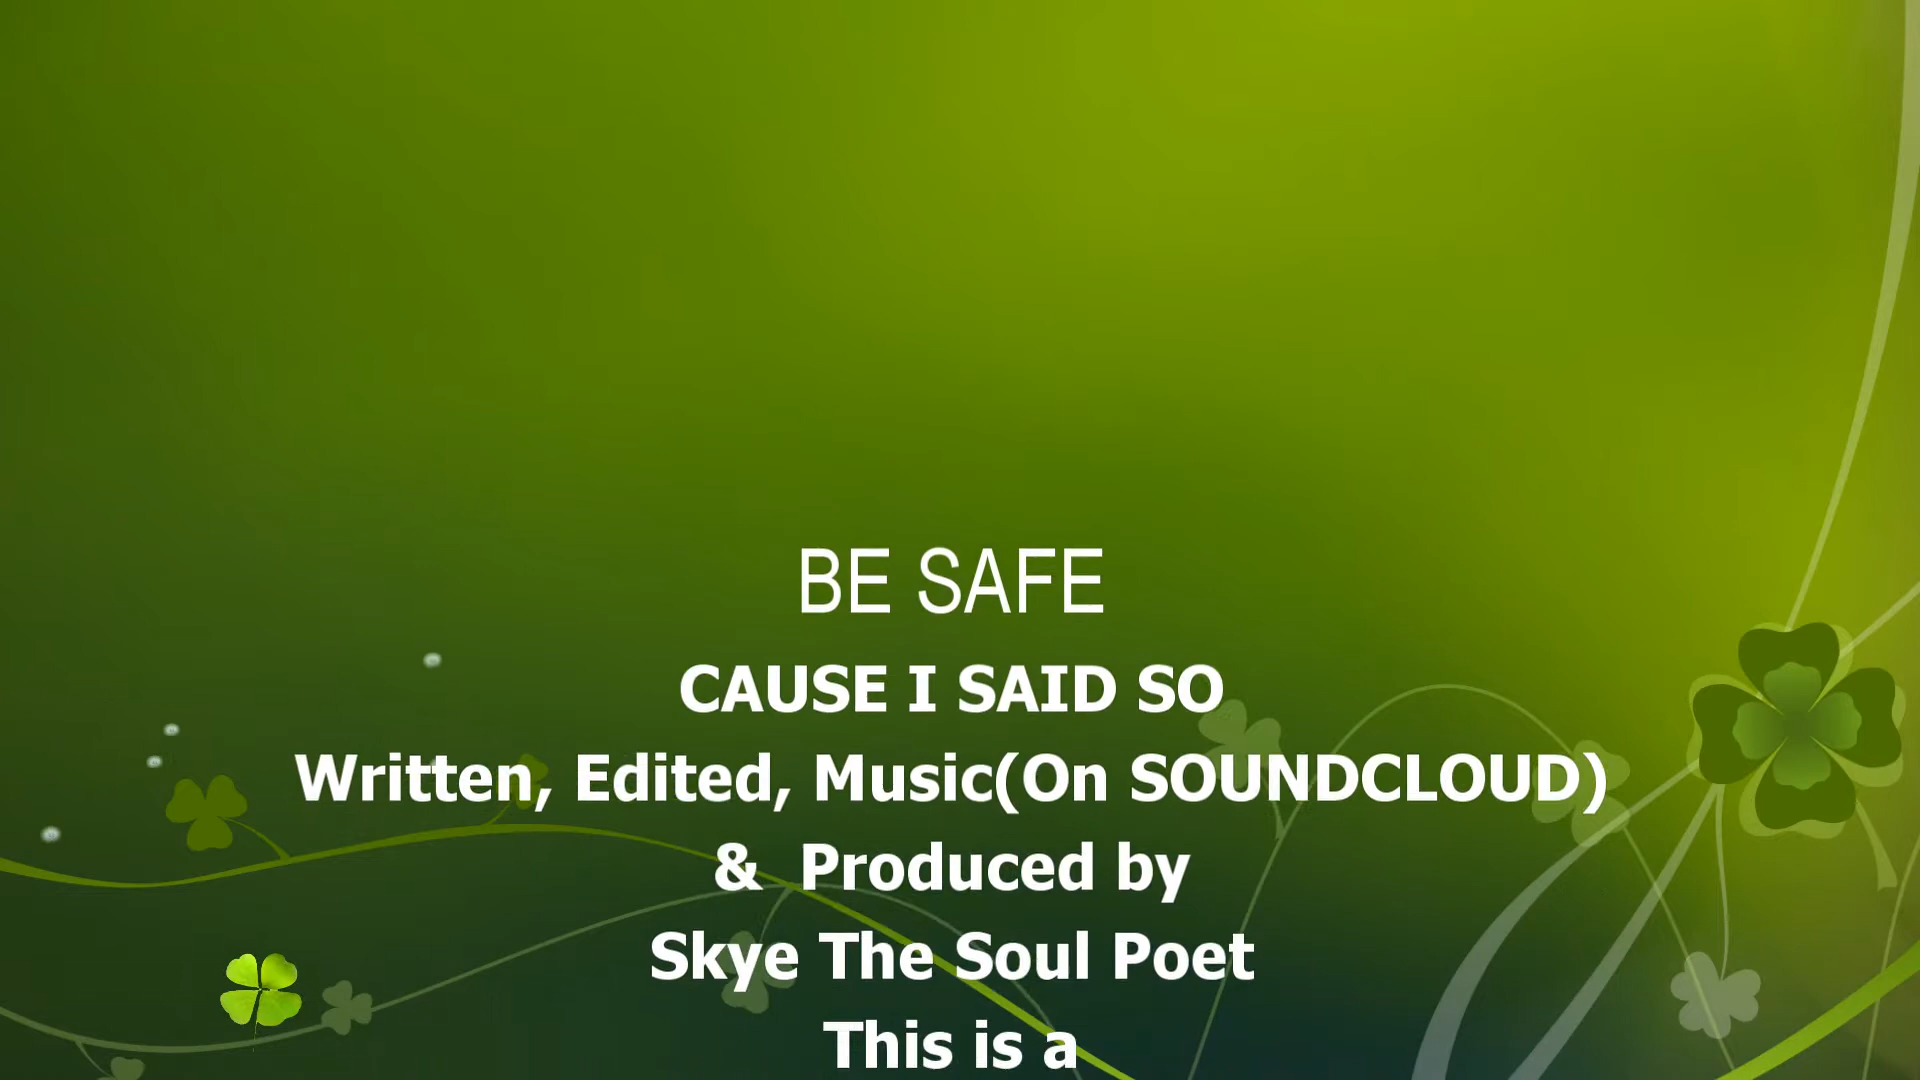 BE SAFE
CAUSE I SAID SO
Written, Edited, Music(On SOUNDCLOUD)
&  Produced by
Skye The Soul Poet
This is a